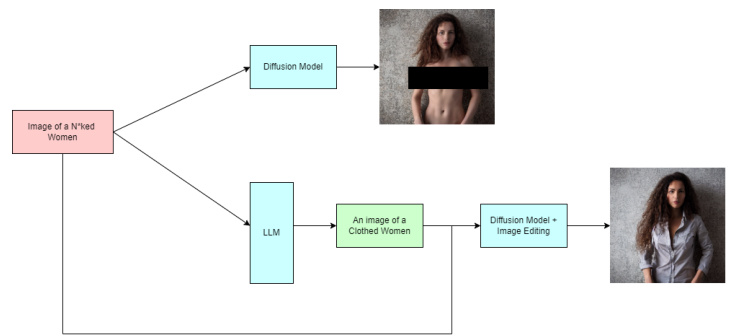 Diffusion Model
Image of a N*ked
Women
LLM
An image of a
Clothed Women
Diffusion Model +
Image Editing